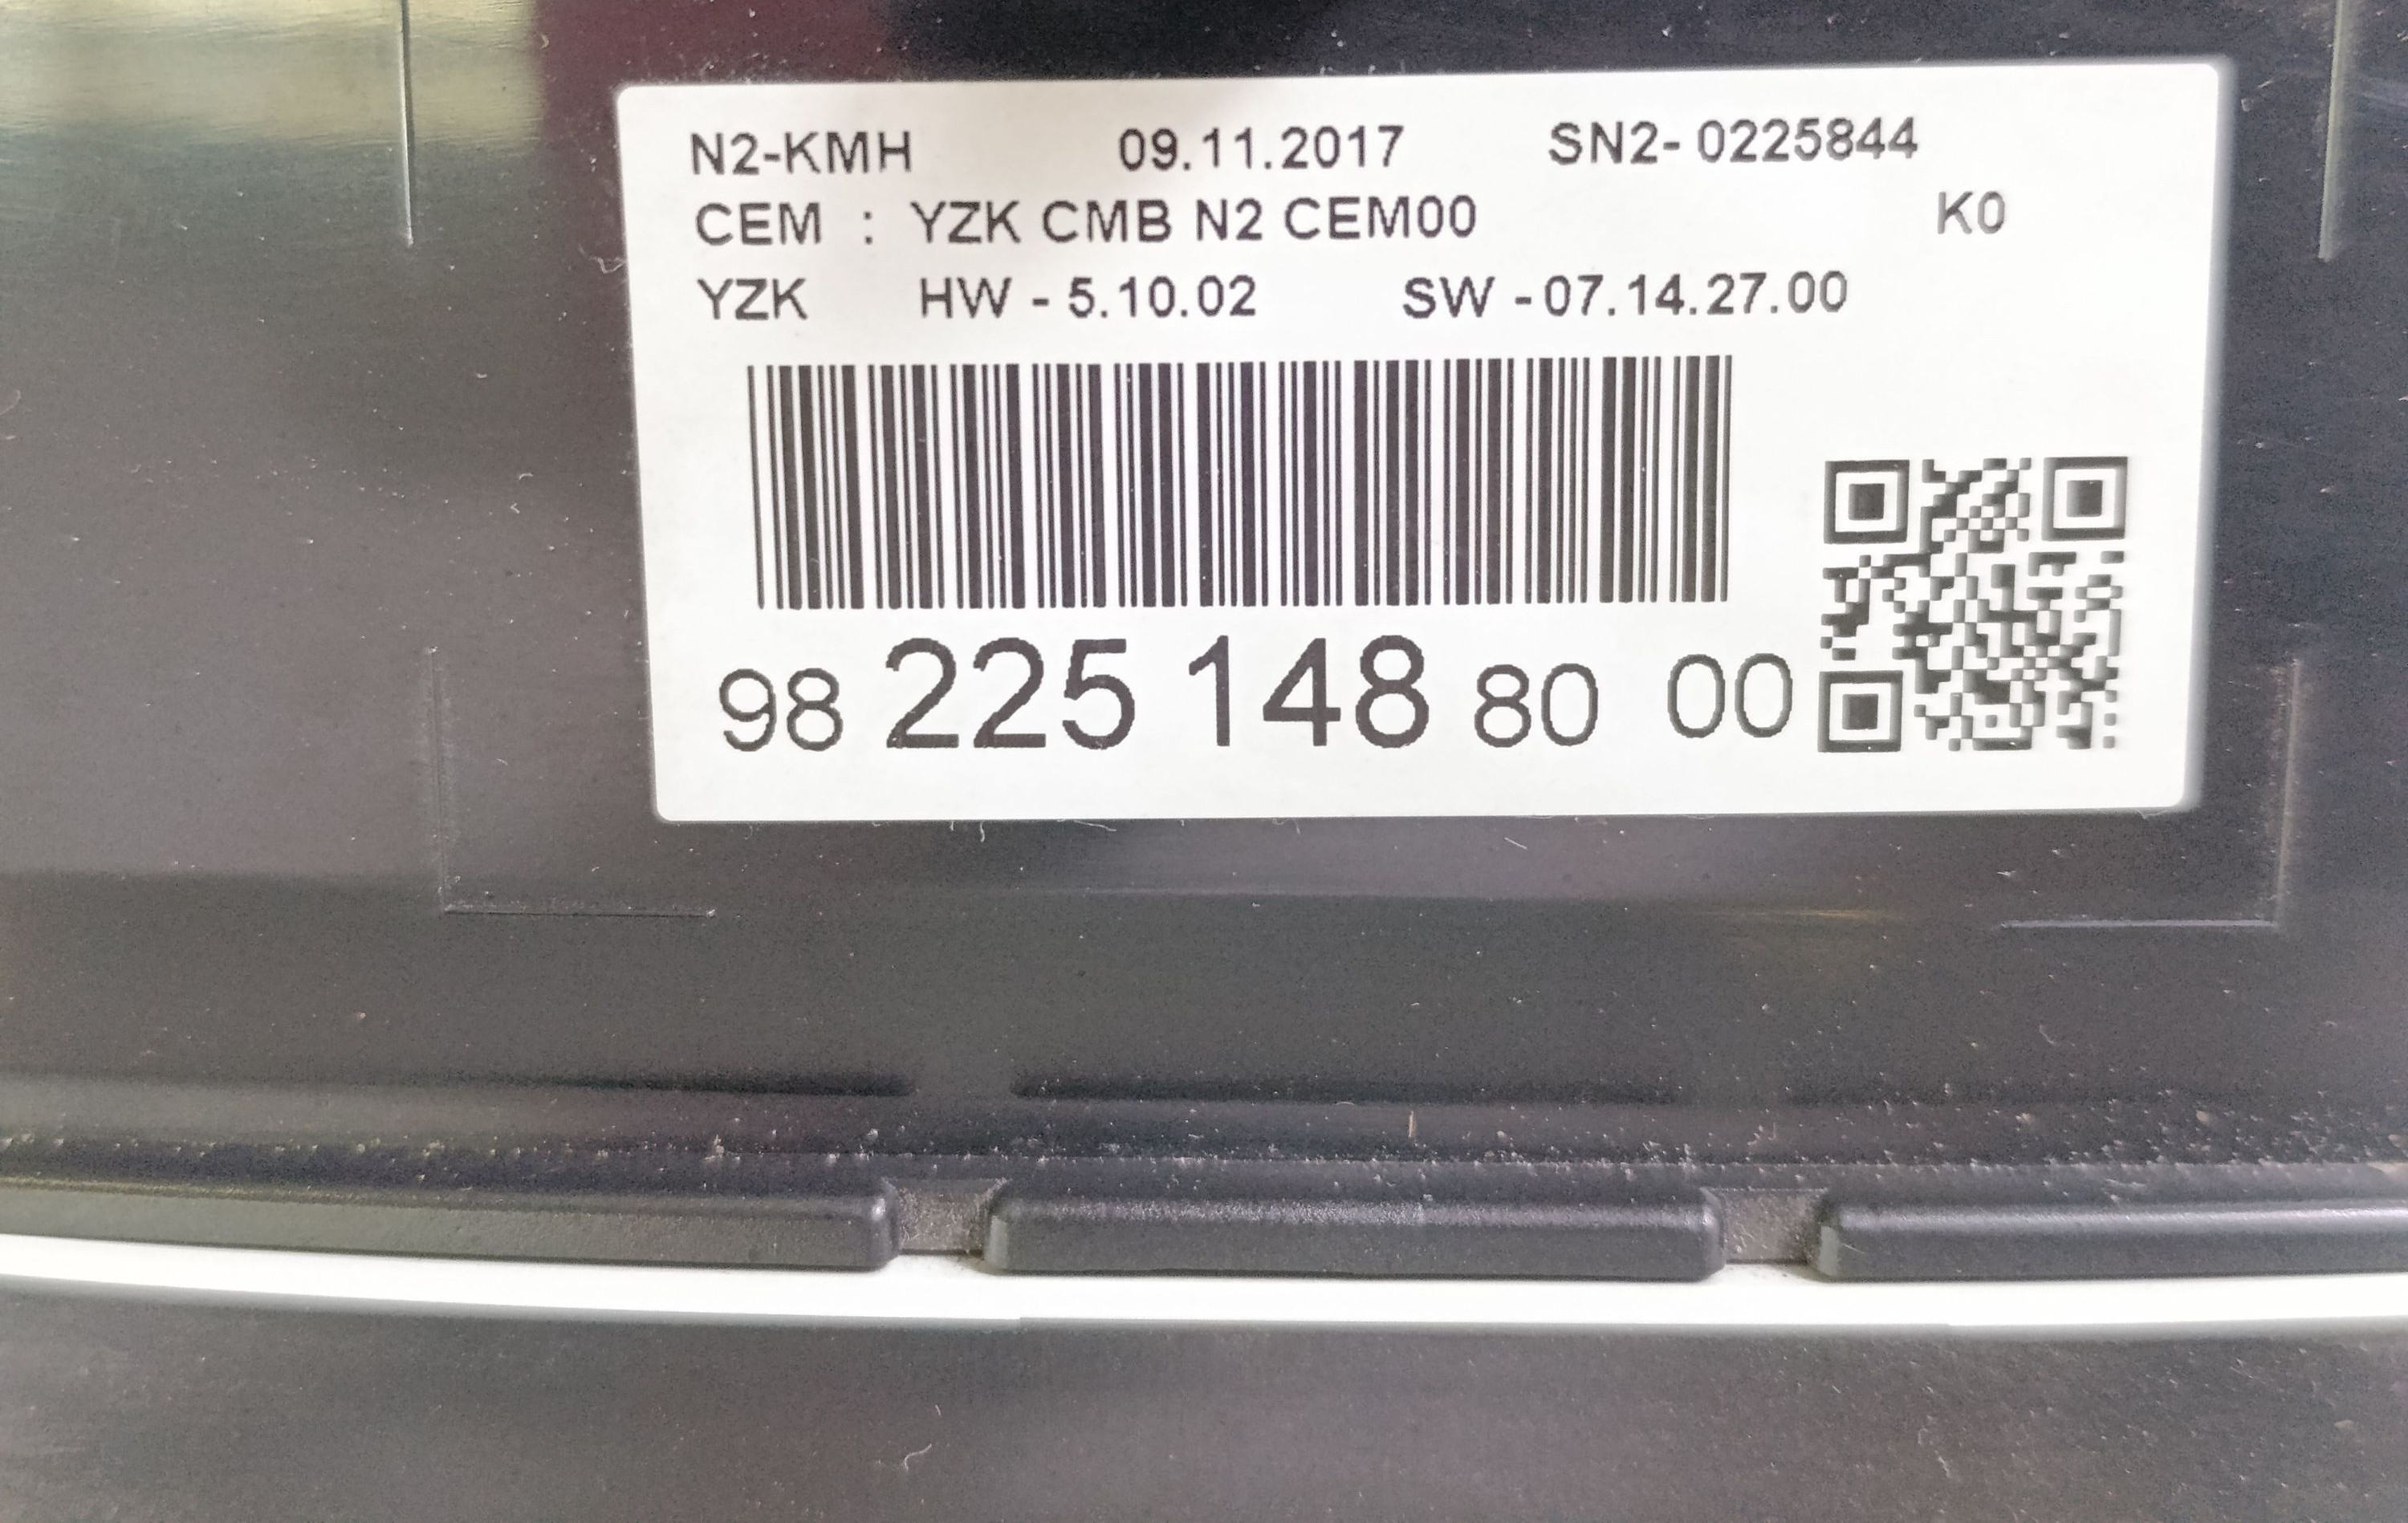 N2-KMH 09.11.2017 SN2- 0225844
CEM : YZK CMB N2 CEM00 K0
YZK HW - 5.10.02 SW - 07.14.27.00
98 225 148 80 00